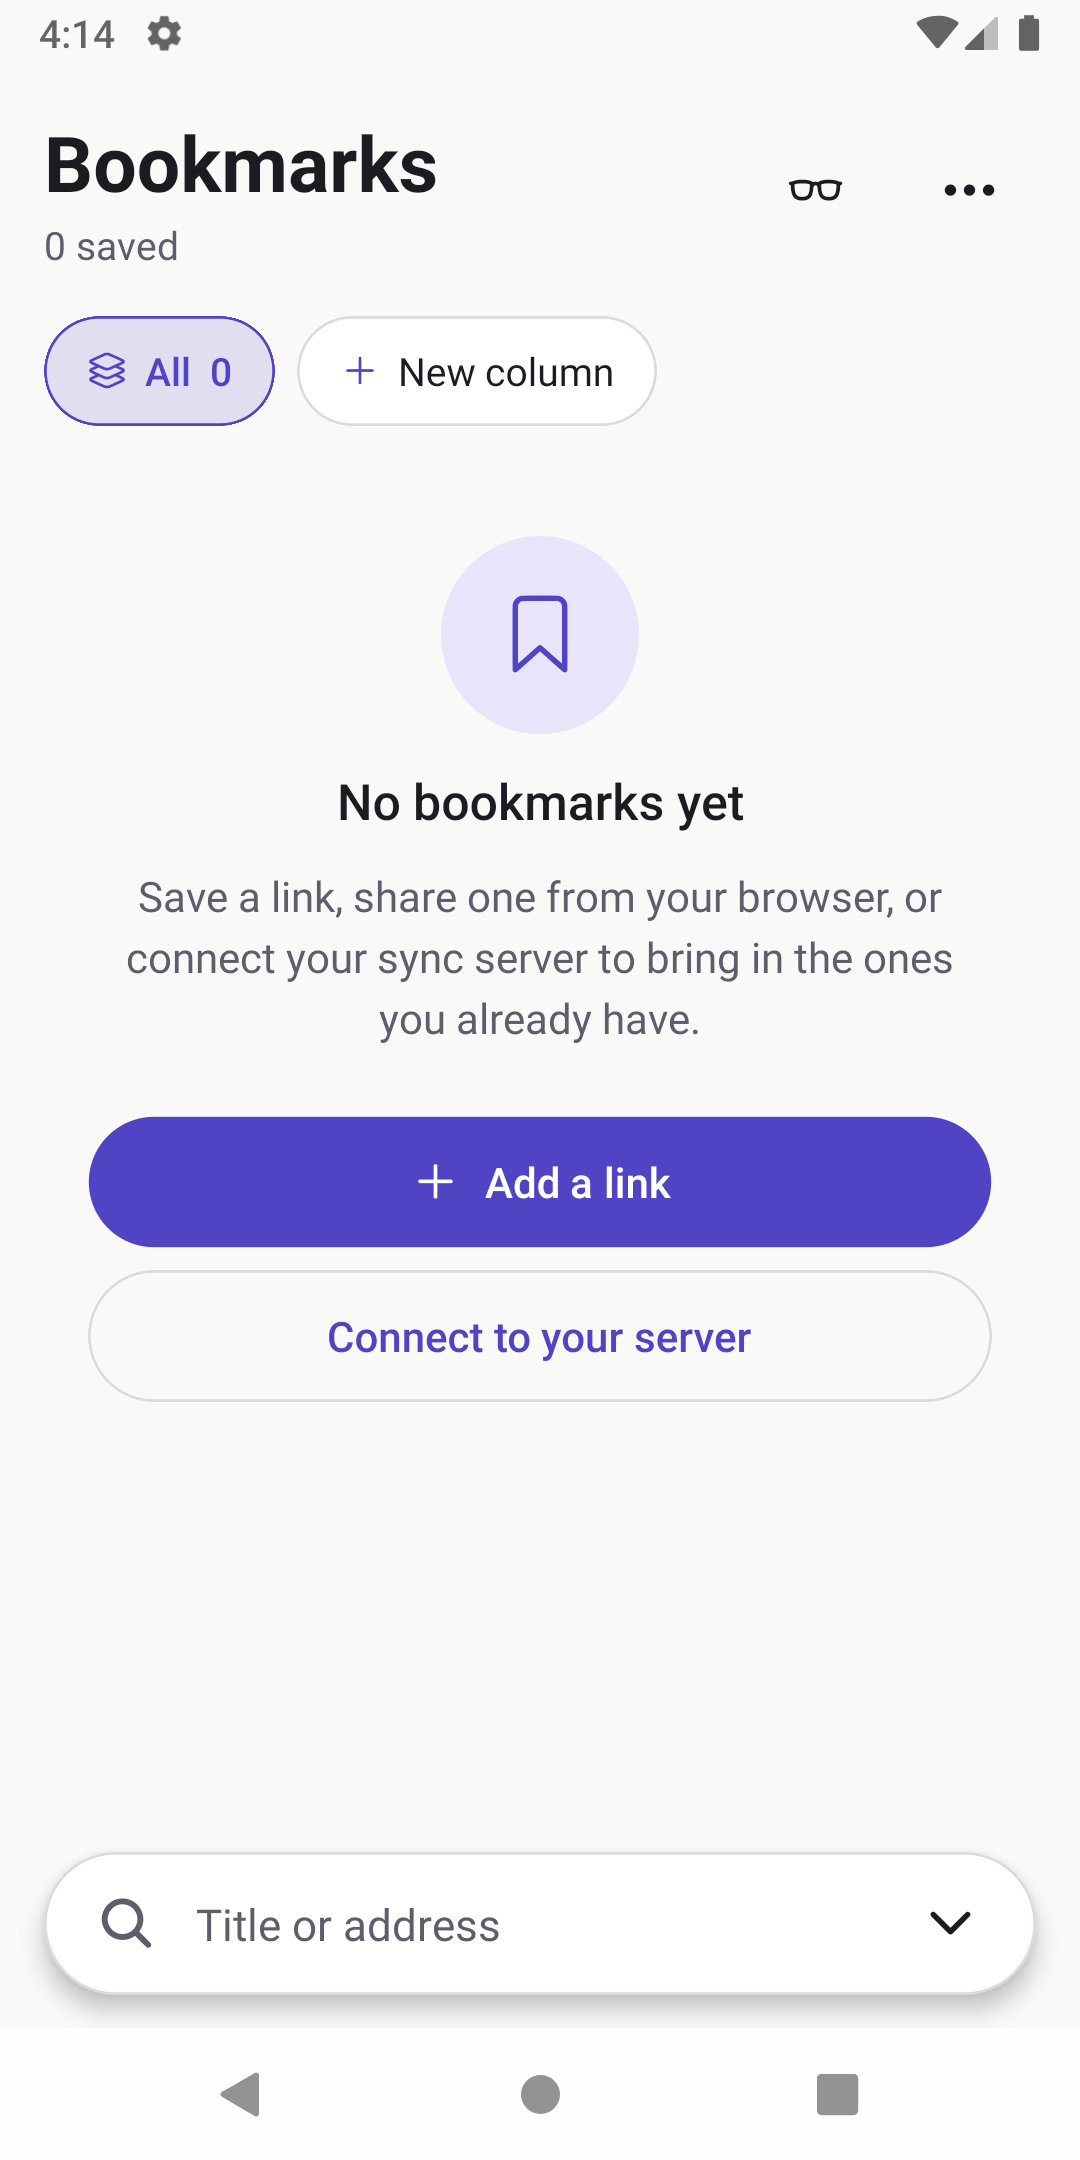 4:14
Bookmarks
0 saved
All 0
New column
No bookmarks yet
Save a link, share one from your browser, or
connect your sync server to bring in the ones
you already have.
Add a link
Connect to your server
Title or address